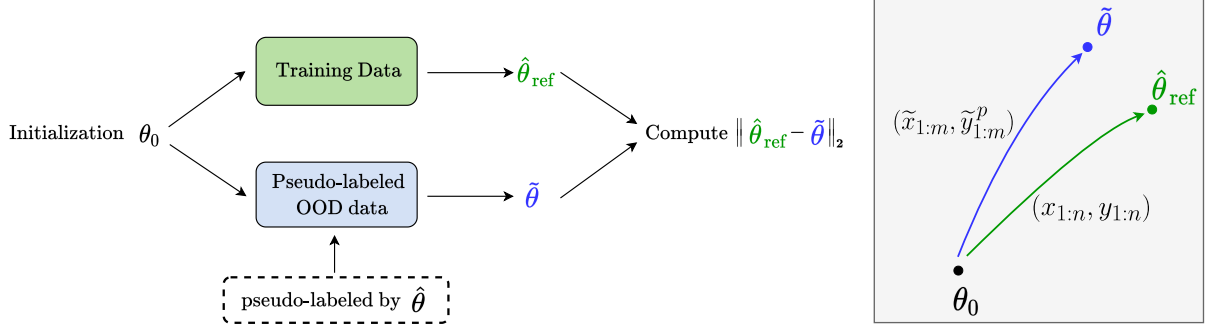 Training Data
θ̂_ref
Initialization θ_0
Compute ‖ θ̂_ref − θ̃ ‖_2
Pseudo-labeled
OOD data
θ̃
pseudo-labeled by θ̂
θ̃
θ̂_ref
(x̃_{1:m}, ỹ^p_{1:m})
(x_{1:n}, y_{1:n})
θ_0